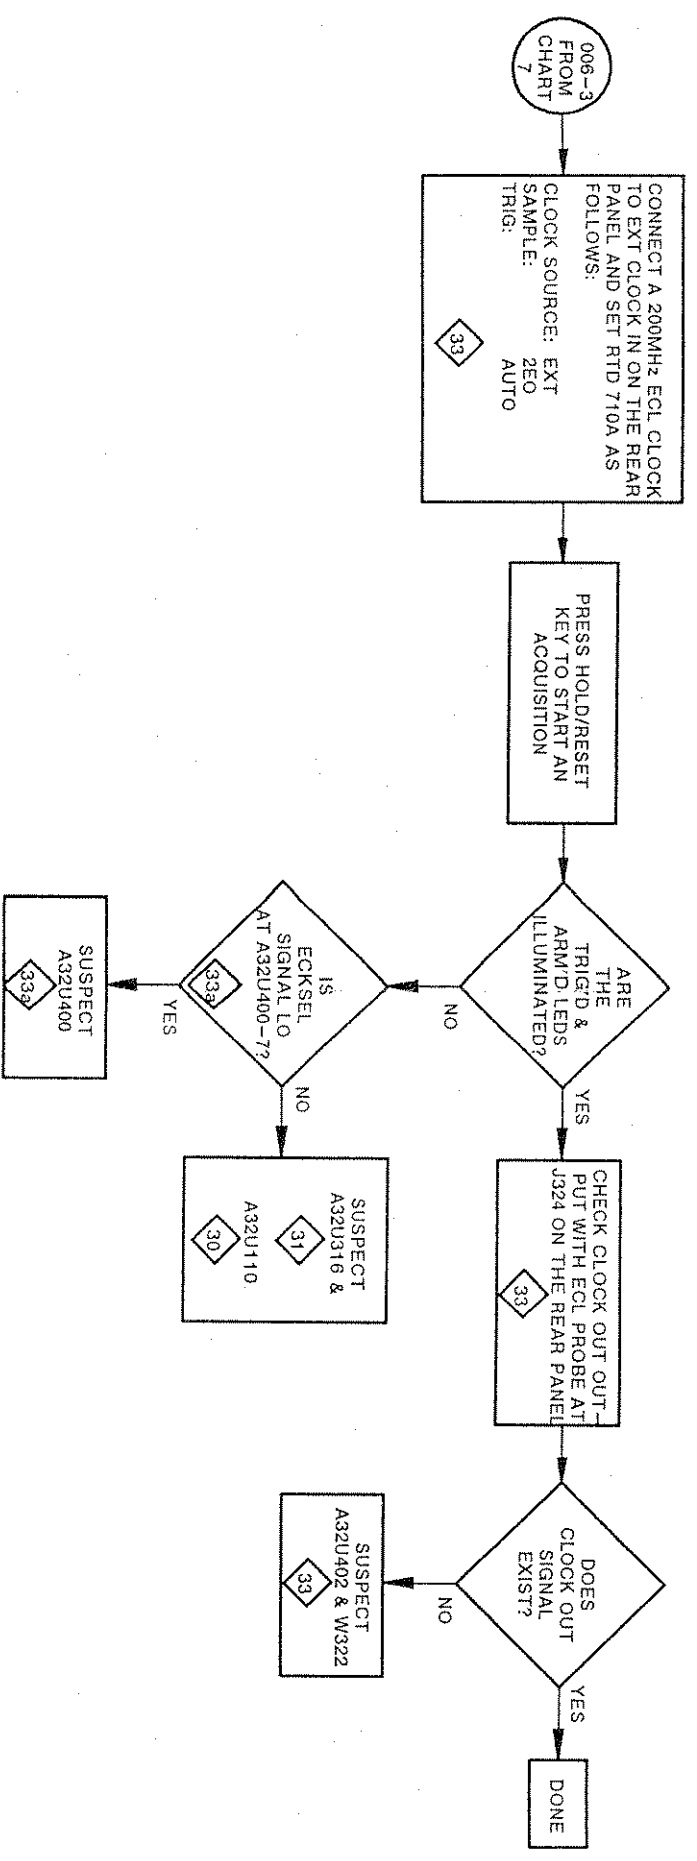 006-3
FROM
CHART
7
CONNECT A 200MHz ECL CLOCK
TO EXT CLOCK IN ON THE REAR
PANEL AND SET RTD 710A AS
FOLLOWS:
CLOCK SOURCE: EXT
SAMPLE: 2EO
TRIG: AUTO
33
PRESS HOLD/RESET
KEY TO START AN
ACQUISITION
ARE
THE
TRIG'D &
ARM'D LEDS
ILLUMINATED?
YES
NO
CHECK CLOCK OUT OUT-
PUT WITH ECL PROBE AT
J324 ON THE REAR PANEL
33
DOES
CLOCK OUT
SIGNAL
EXIST?
YES
NO
DONE
SUSPECT
A32U402 & W322
33
IS
ECKSEL
SIGNAL LO
AT A32U400-7?
33a
NO
YES
SUSPECT
A32U316 &
31
A32U110.
30
SUSPECT
A32U400
33a